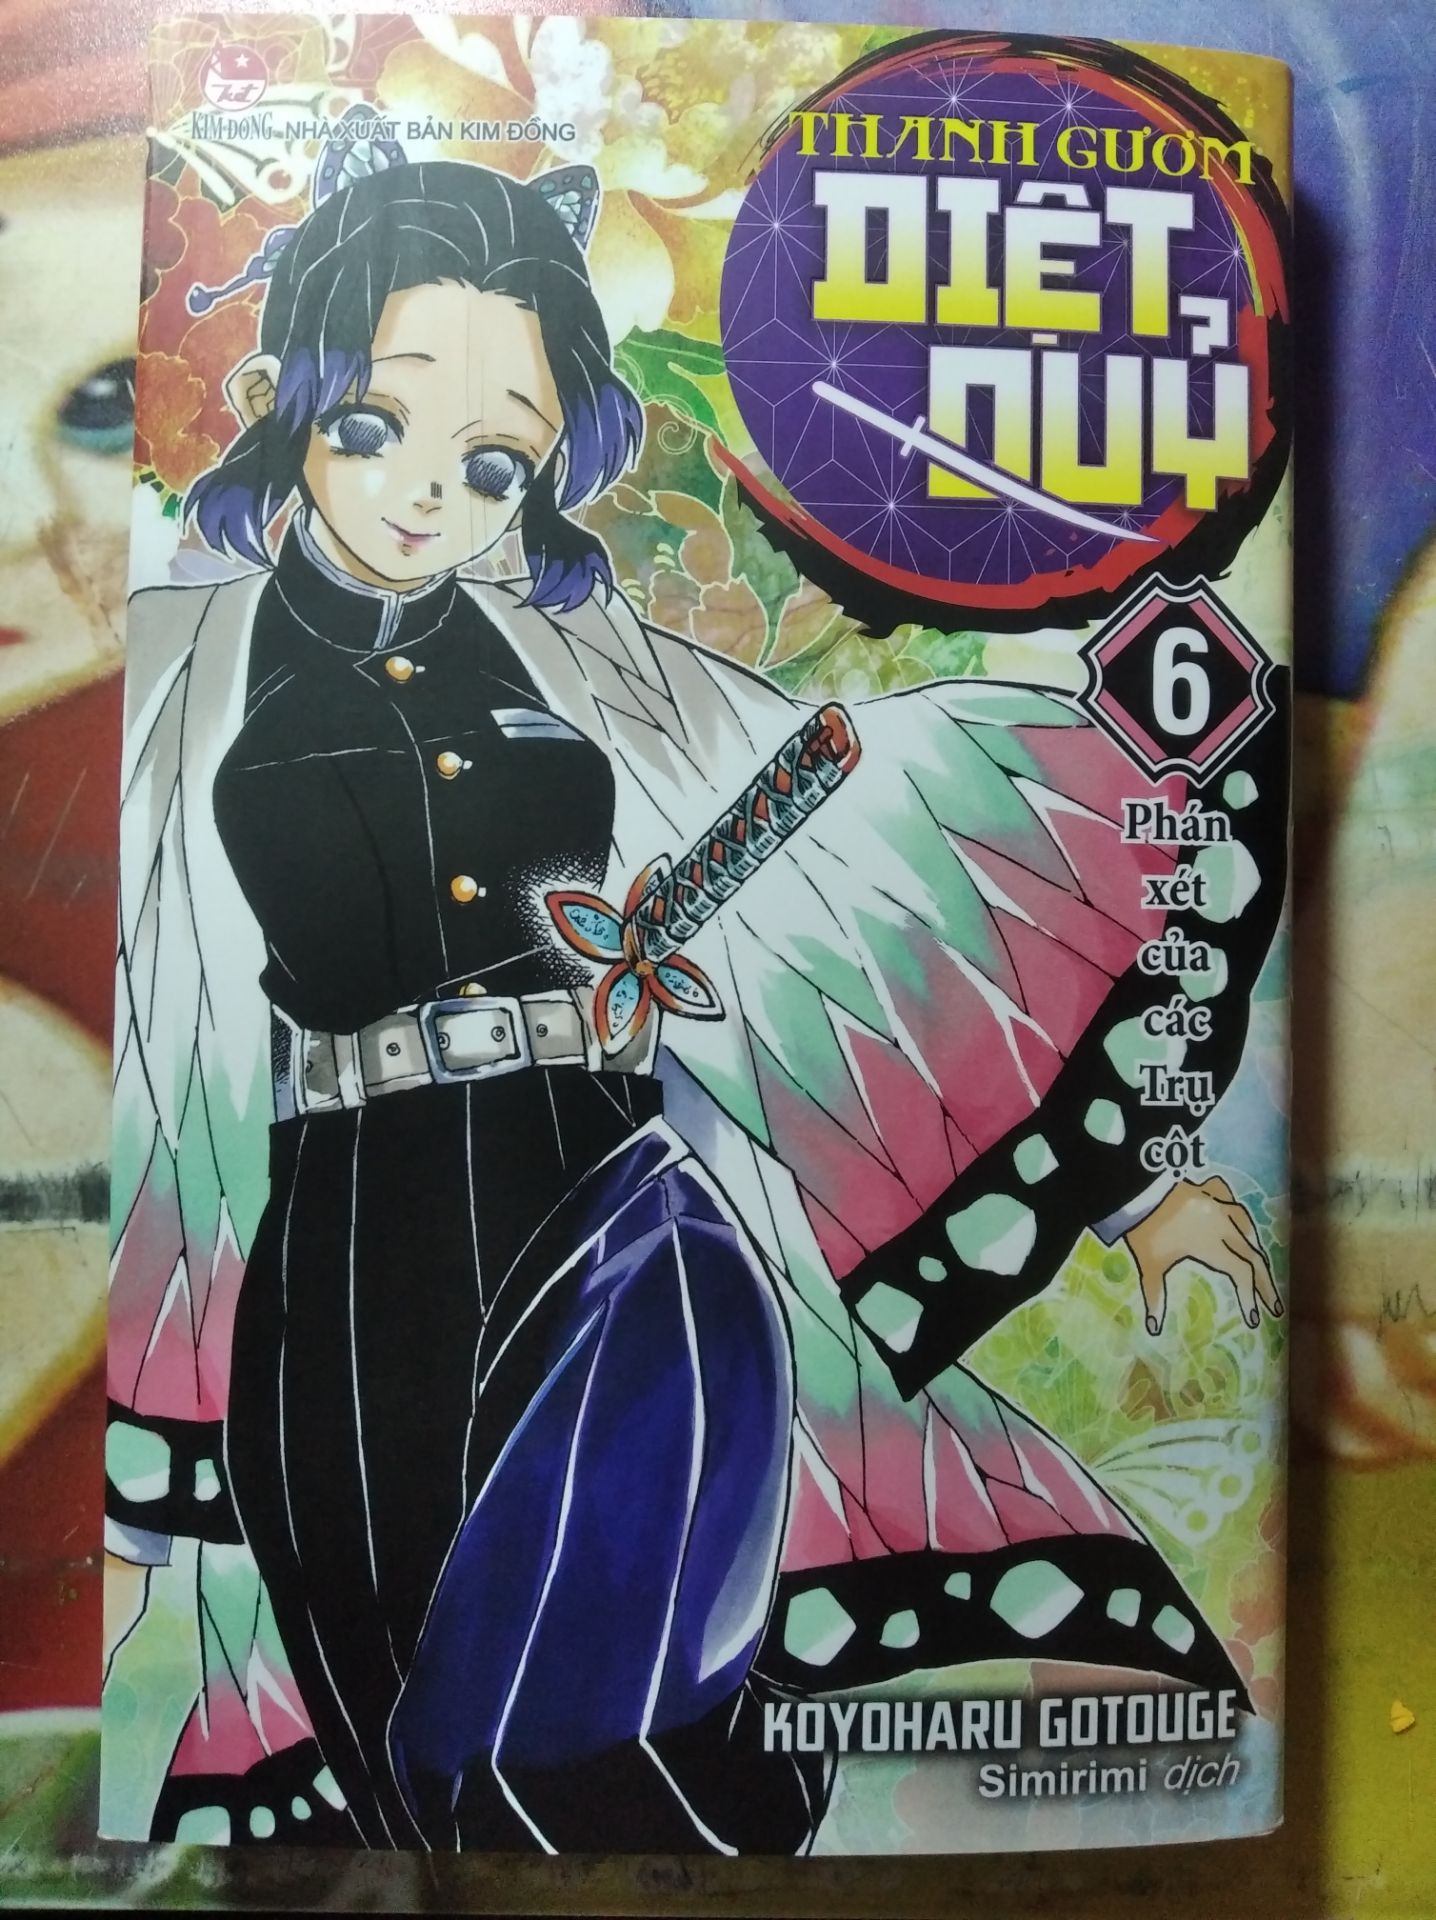 két
KIM ĐỒNG NHÀ XUẤT BẢN KIM ĐỒNG
THANH GƯƠM
DIỆT
QUỶ
6
Phán
xét
của
các
Trụ
cột
KOYOHARU GOTOUGE
Simirimi dịch